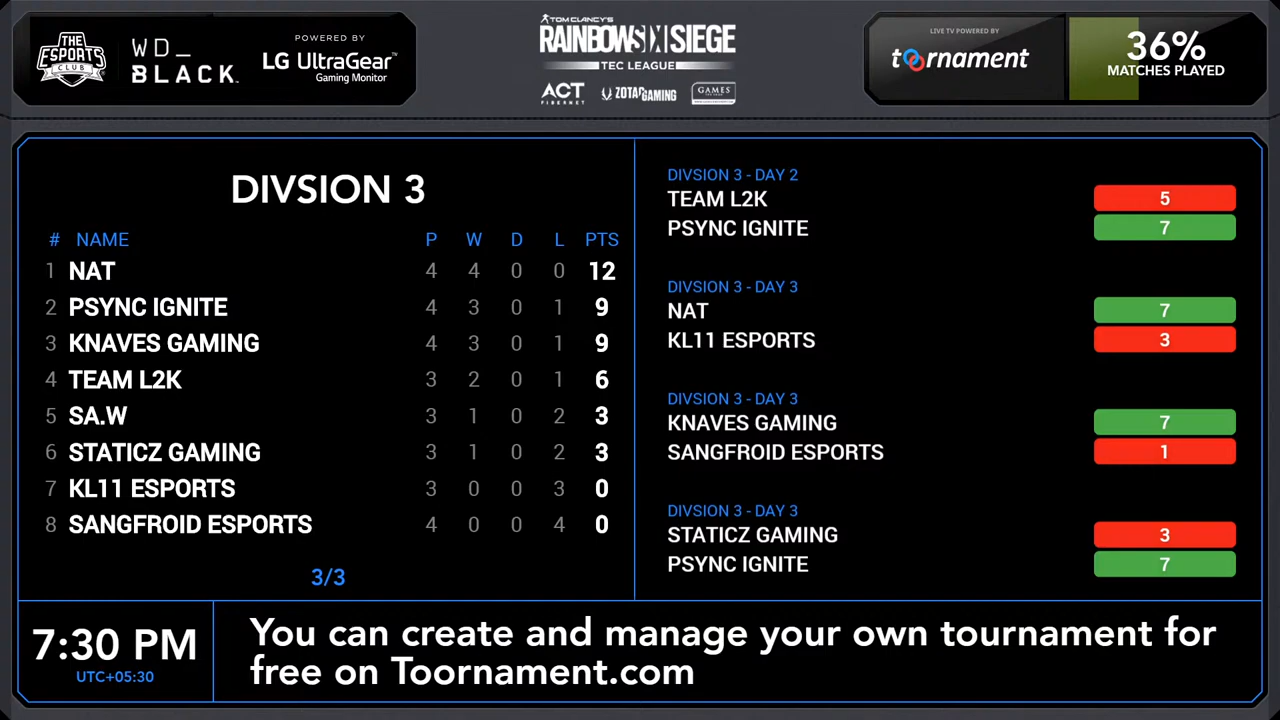 THE
ESPORTS
CLUB
WD_
BLACK.
POWERED BY
LG UltraGear™
Gaming Monitor
TOM CLANCY'S
RAINBOW SIX SIEGE
TEC LEAGUE
ACT
FIBERNET
ZOTAC GAMING
GAMES
LIVE TV POWERED BY
toornament
36%
MATCHES PLAYED
DIVSION 3
# NAME P W D L PTS
1 NAT 4 4 0 0 12
2 PSYNC IGNITE 4 3 0 1 9
3 KNAVES GAMING 4 3 0 1 9
4 TEAM L2K 3 2 0 1 6
5 SA.W 3 1 0 2 3
6 STATICZ GAMING 3 1 0 2 3
7 KL11 ESPORTS 3 0 0 3 0
8 SANGFROID ESPORTS 4 0 0 4 0
3/3
DIVSION 3 - DAY 2
TEAM L2K 5
PSYNC IGNITE 7
DIVSION 3 - DAY 3
NAT 7
KL11 ESPORTS 3
DIVSION 3 - DAY 3
KNAVES GAMING 7
SANGFROID ESPORTS 1
DIVSION 3 - DAY 3
STATICZ GAMING 3
PSYNC IGNITE 7
7:30 PM
UTC+05:30
You can create and manage your own tournament for
free on Toornament.com